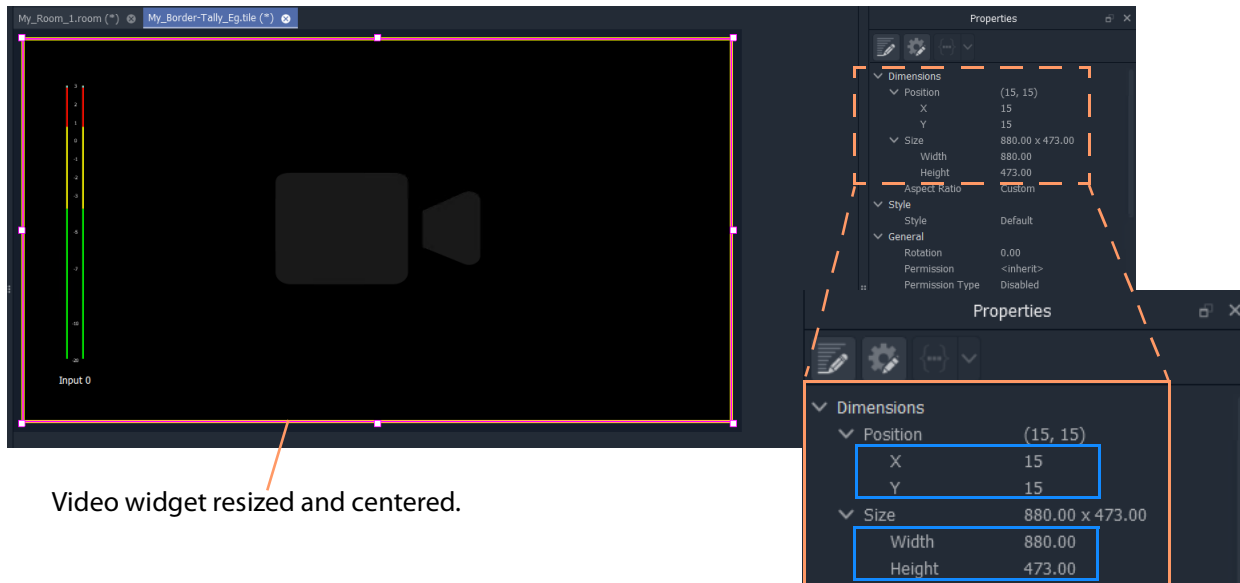 My_Room_1.room (*)
My_Border-Tally_Eg.tile (*)
Properties
Dimensions
Position (15, 15)
X 15
Y 15
Size 880.00 x 473.00
Width 880.00
Height 473.00
Aspect Ratio Custom
Style
Style Default
General
Rotation 0.00
Permission <inherit>
Permission Type Disabled
3
2
1
0
-1
-2
-3
-5
-7
-10
Input 0
Video widget resized and centered.
Properties
Dimensions
Position (15, 15)
X 15
Y 15
Size 880.00 x 473.00
Width 880.00
Height 473.00